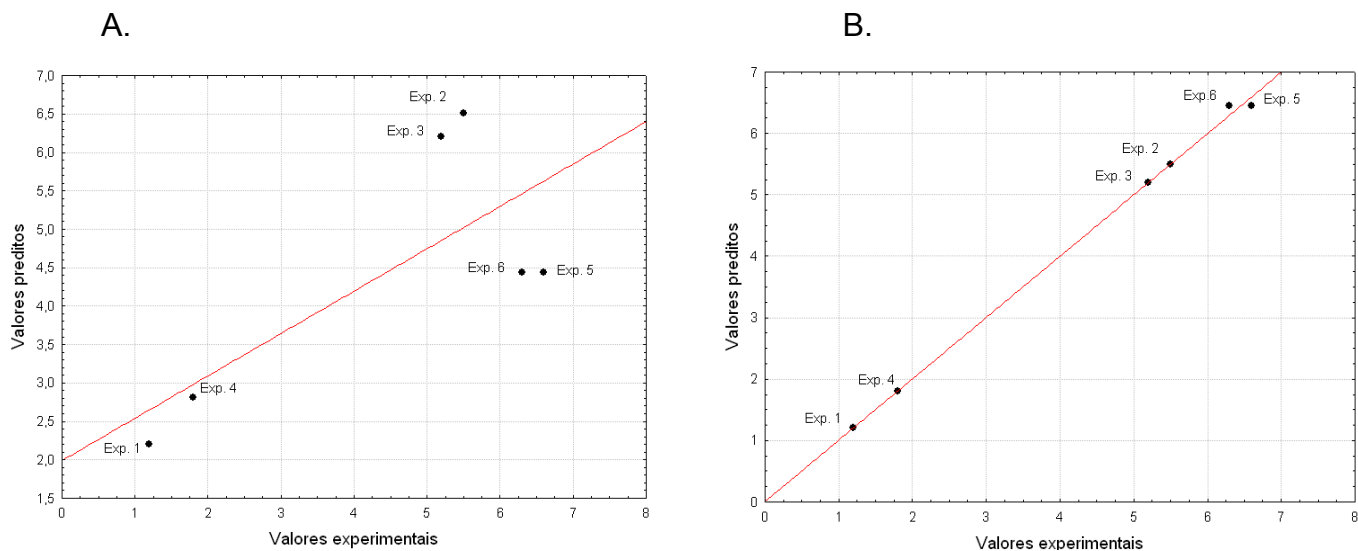 A.
7,0
6,5
6,0
5,5
5,0
4,5
4,0
3,5
3,0
2,5
2,0
1,5
Valores preditos
Exp. 2
Exp. 3
Exp. 6
Exp. 5
Exp. 4
Exp. 1
0 1 2 3 4 5 6 7 8
Valores experimentais
B.
7
6
5
4
3
2
1
0
Valores preditos
Exp.6
Exp. 5
Exp. 2
Exp. 3
Exp. 4
Exp. 1
0 1 2 3 4 5 6 7 8
Valores experimentais